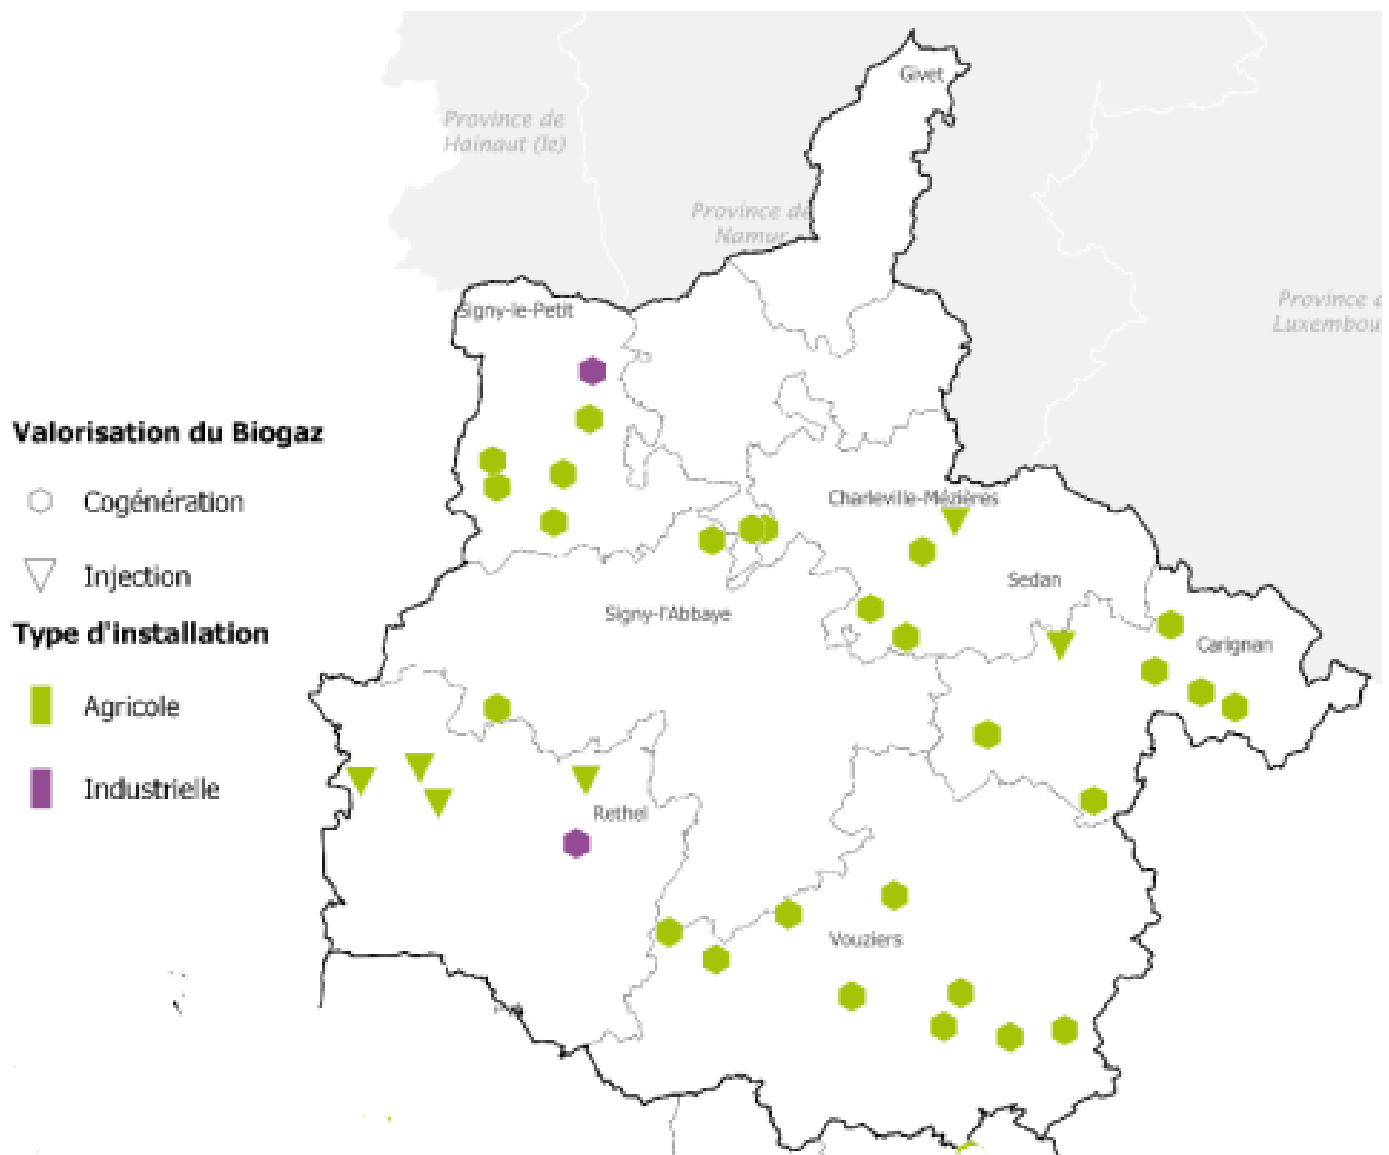 Givet
Province de
Hainaut (le)
Province de
Namur
Signy-le-Petit
Province d
Luxembou
Valorisation du Biogaz
Cogénération
Injection
Type d'installation
Agricole
Industrielle
Charleville-Mézières
Sedan
Signy-l'Abbaye
Carignan
Rethel
Vouziers